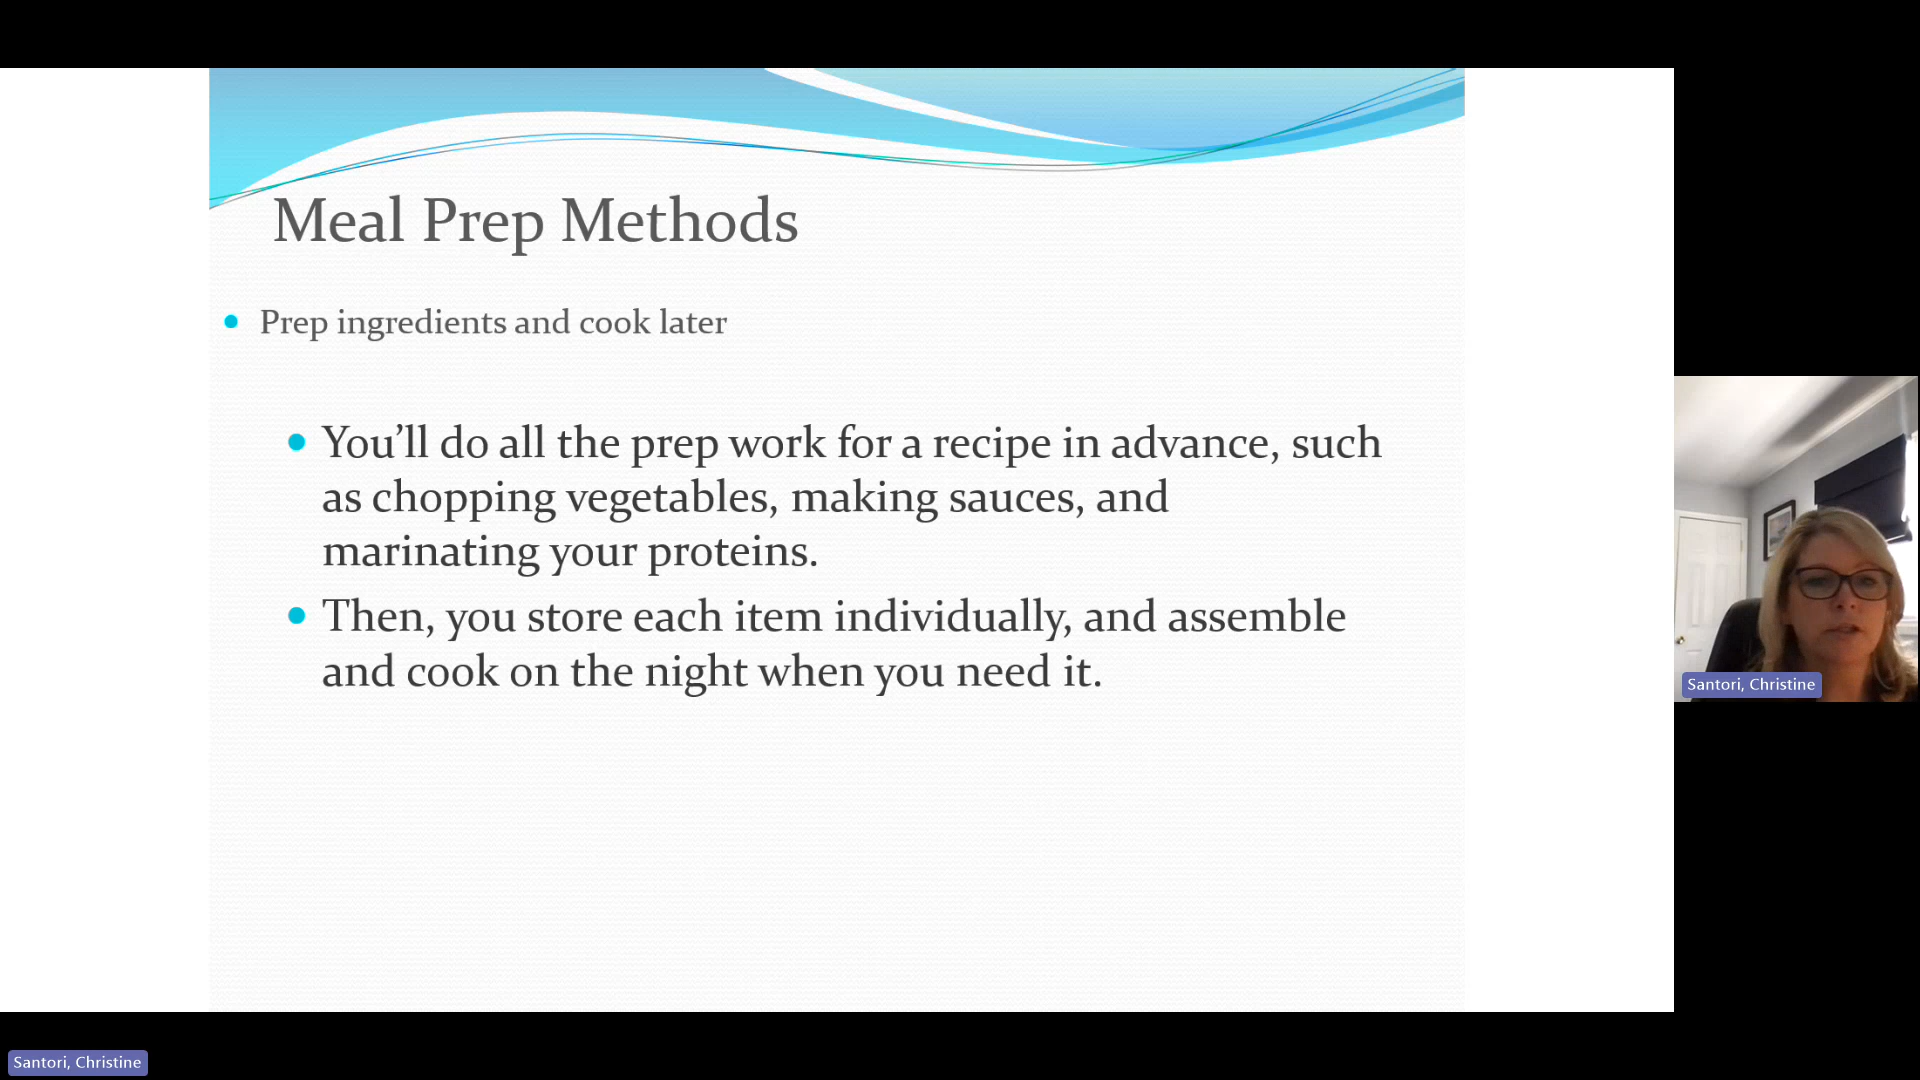 Meal Prep Methods
Prep ingredients and cook later
You’ll do all the prep work for a recipe in advance, such
as chopping vegetables, making sauces, and
marinating your proteins.
Then, you store each item individually, and assemble
and cook on the night when you need it.
Santori, Christine
Santori, Christine